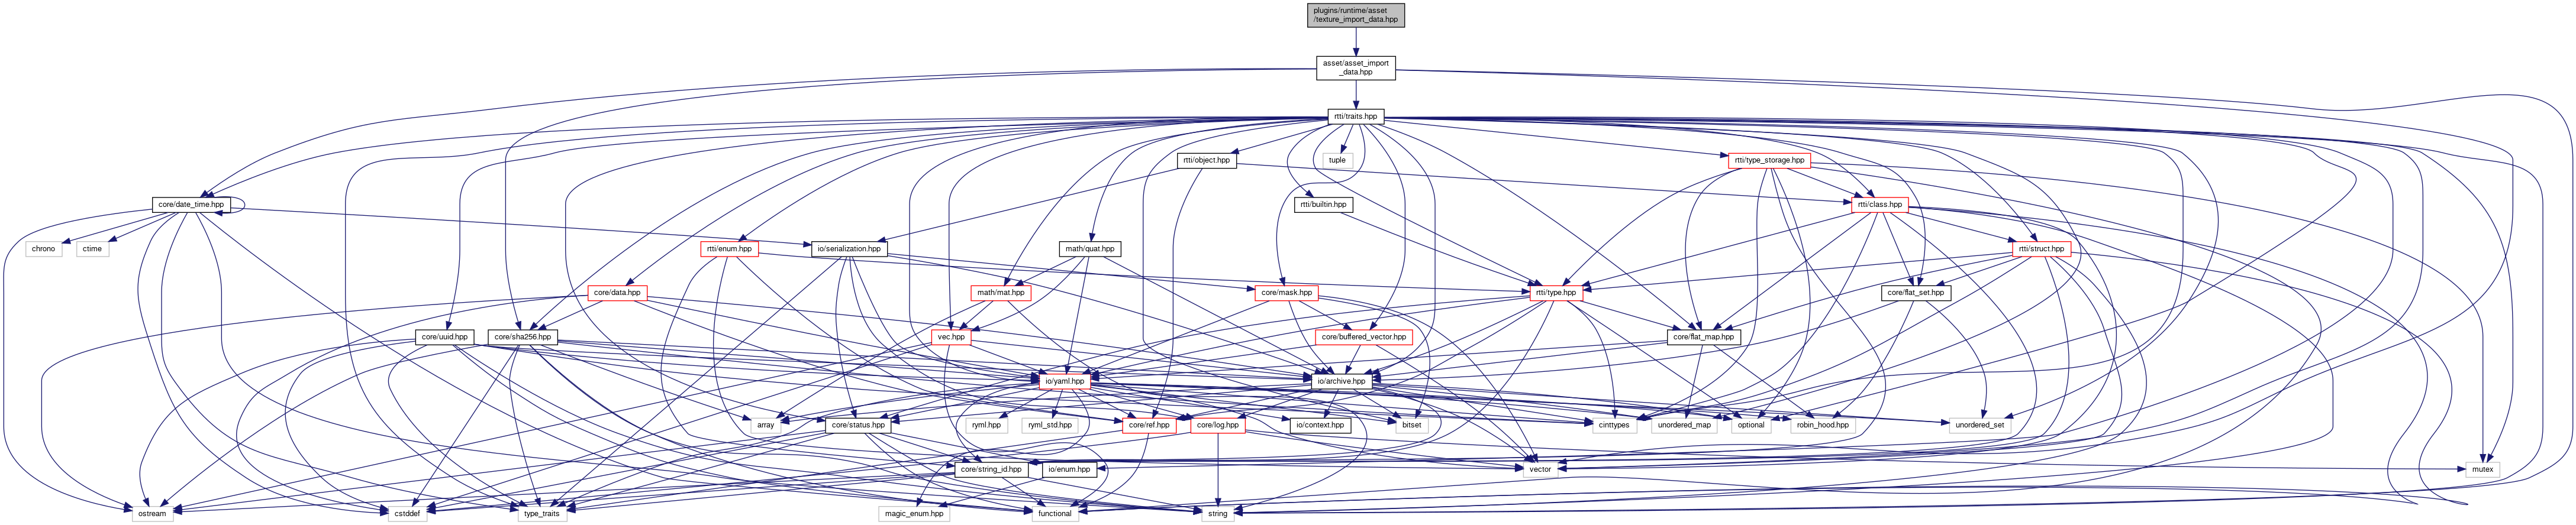 plugins/runtime/asset
/texture_import_data.hpp
asset/asset_import
_data.hpp
rtti/traits.hpp
rtti/object.hpp
tuple
rtti/type_storage.hpp
core/date_time.hpp
rtti/builtin.hpp
rtti/class.hpp
chrono
ctime
rtti/enum.hpp
io/serialization.hpp
math/quat.hpp
rtti/struct.hpp
core/data.hpp
math/mat.hpp
core/mask.hpp
rtti/type.hpp
core/flat_set.hpp
core/uuid.hpp
core/sha256.hpp
vec.hpp
core/buffered_vector.hpp
core/flat_map.hpp
io/yaml.hpp
io/archive.hpp
array
core/status.hpp
ryml.hpp
ryml_std.hpp
core/ref.hpp
core/log.hpp
io/context.hpp
bitset
cinttypes
unordered_map
optional
robin_hood.hpp
unordered_set
core/string_id.hpp
io/enum.hpp
vector
mutex
ostream
cstddef
type_traits
magic_enum.hpp
functional
string